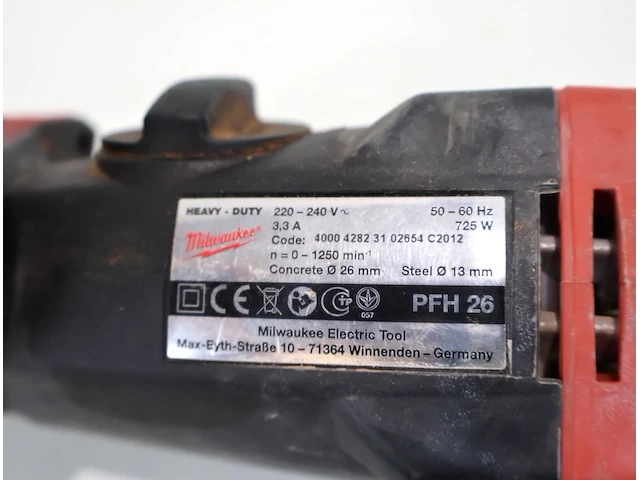 HEAVY - DUTY 220 – 240 V ~ 50 – 60 Hz
Milwaukee 3,3 A 725 W
Code: 4000 4282 31 02654 C2012
n = 0 – 1250 min⁻¹
Concrete Ø 26 mm Steel Ø 13 mm
CE 057 PFH 26
Milwaukee Electric Tool
Max-Eyth-Straße 10 – 71364 Winnenden – Germany